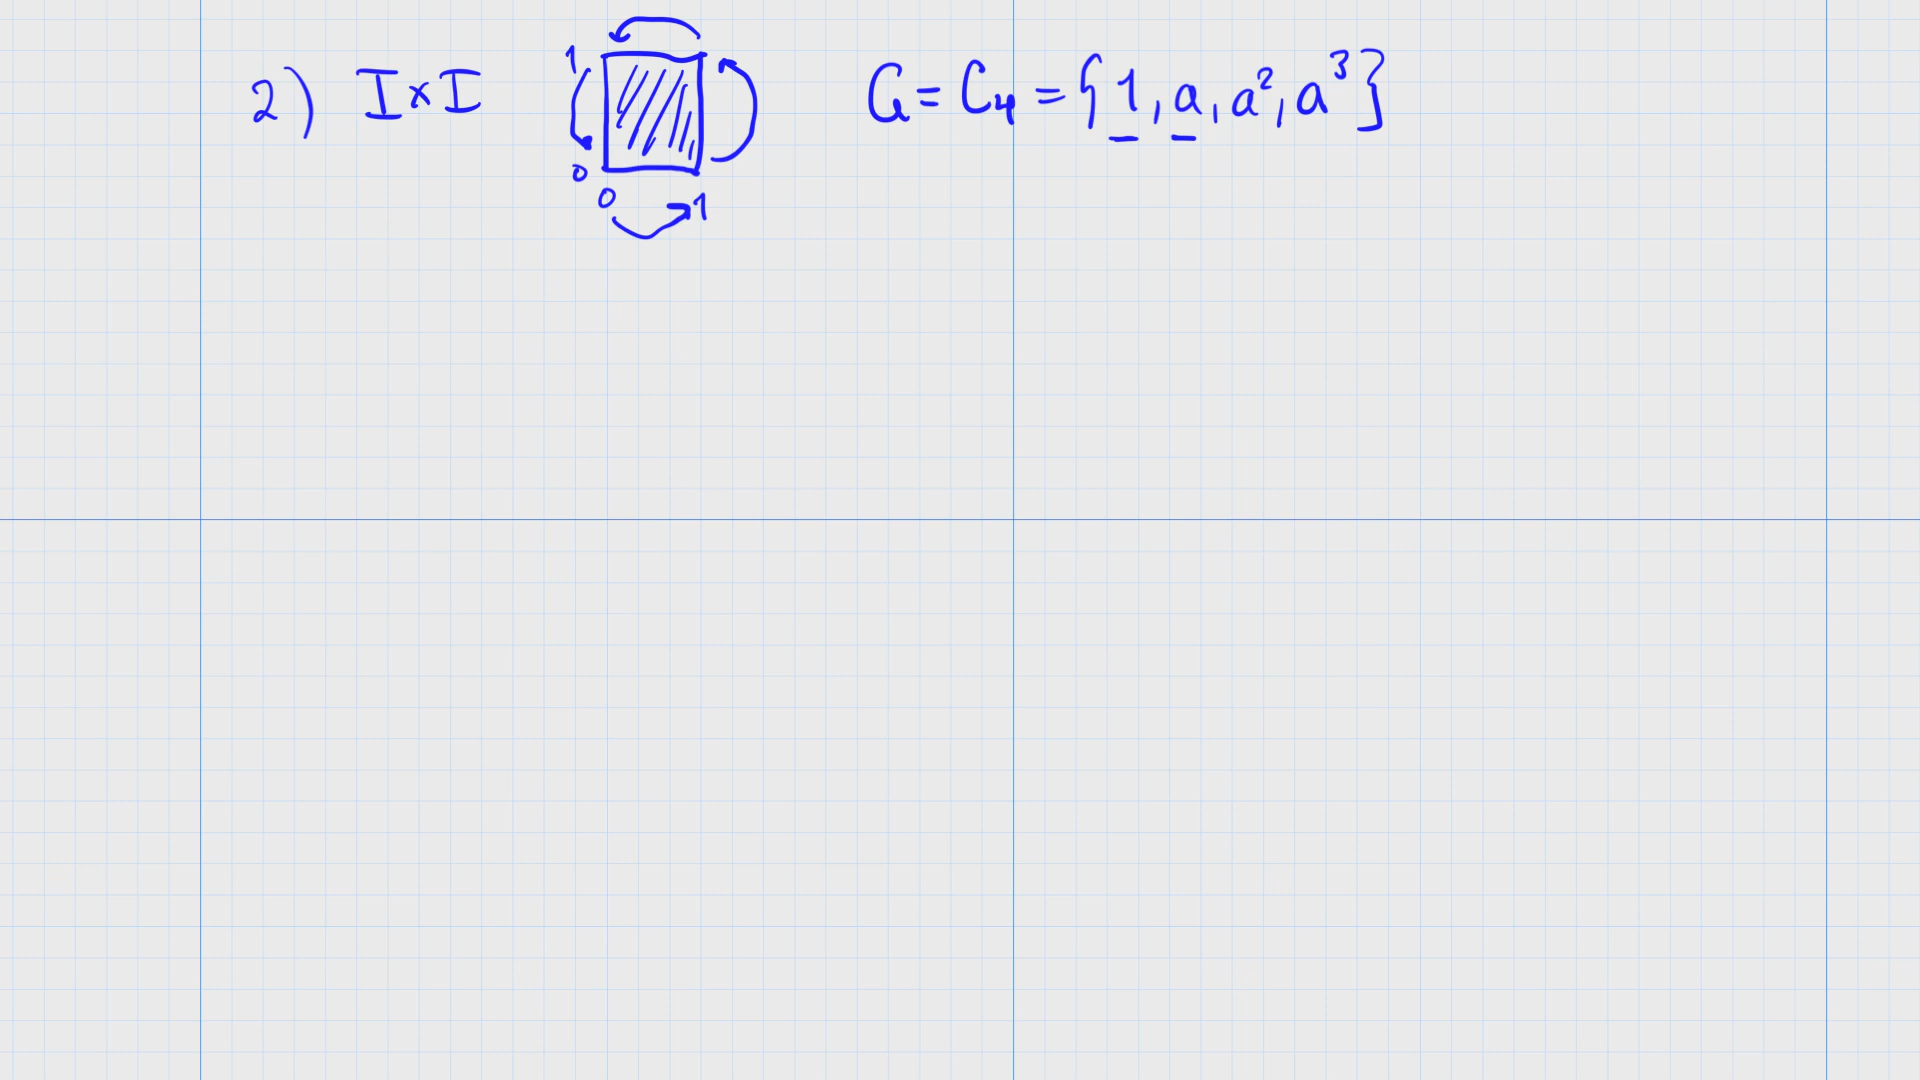 2) I×I 1 0 0 1 G = C₄ = {1, a, a², a³}